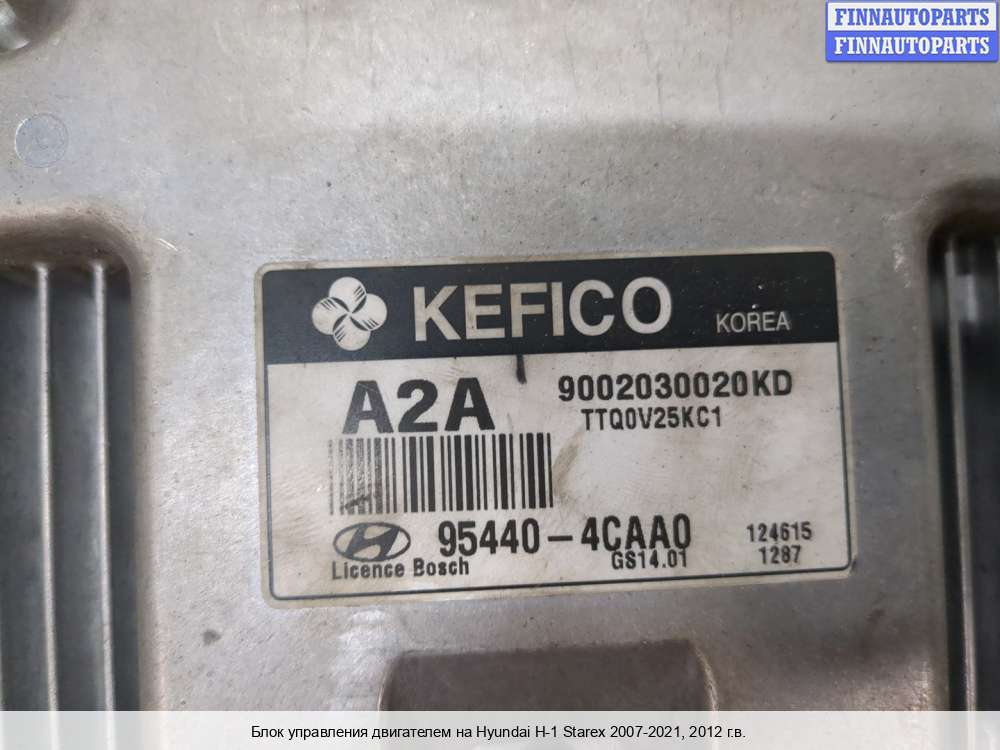 FINNAUTOPARTS
FINNAUTOPARTS
KEFICO KOREA
A2A 9002030020KD
TTQ0V25KC1
95440-4CAA0 124615
Licence Bosch GS14.01 1287
Блок управления двигателем на Hyundai H-1 Starex 2007-2021, 2012 г.в.